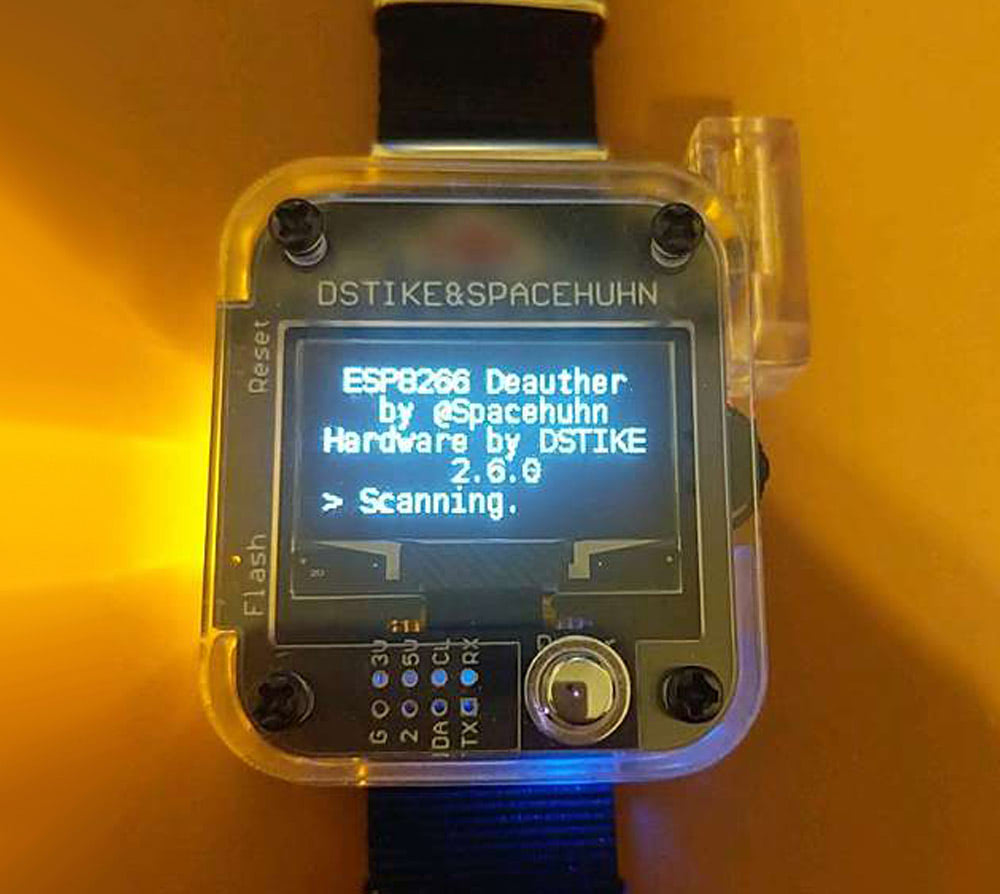 DSTIKE&SPACEHUHN
Reset
ESP8266 Deauther
by @Spacehuhn
Hardware by DSTIKE
2.6.0
> Scanning.
Flash
3V 5V CL RX
G 2 DA TX